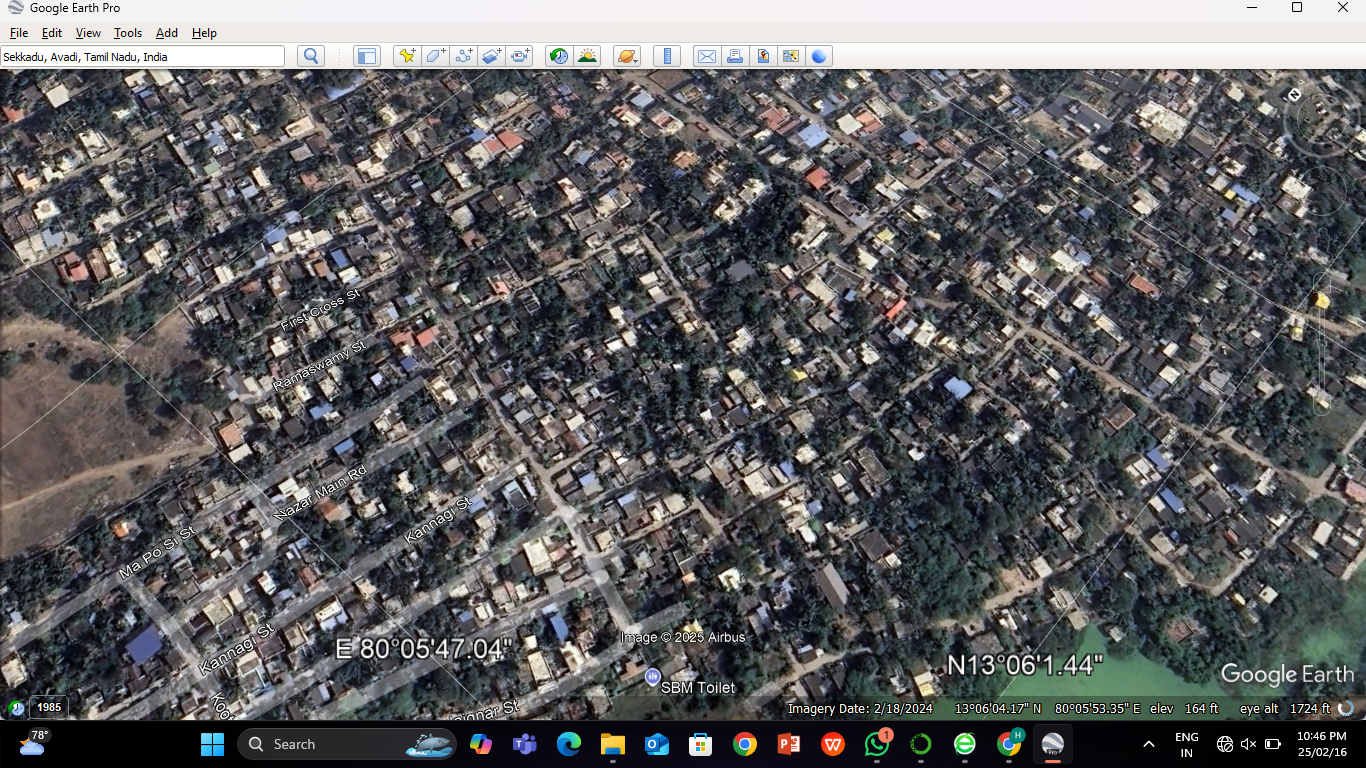 Google Earth Pro
File Edit View Tools Add Help
Sekkadu, Avadi, Tamil Nadu, India
N
First Cross St
Ramaswamy St
Nazar Main Rd
Kannagi St
Ma Po Si St
Kannagi St
E 80°05'47.04"
Image © 2025 Airbus
N13°06'1.44"
Google Earth
SBM Toilet
1985
Imagery Date: 2/18/2024 13°06'04.17" N 80°05'53.35" E elev 164 ft eye alt 1724 ft
78°
Search
1
H
Pro
ENG
IN
10:46 PM
25/02/16